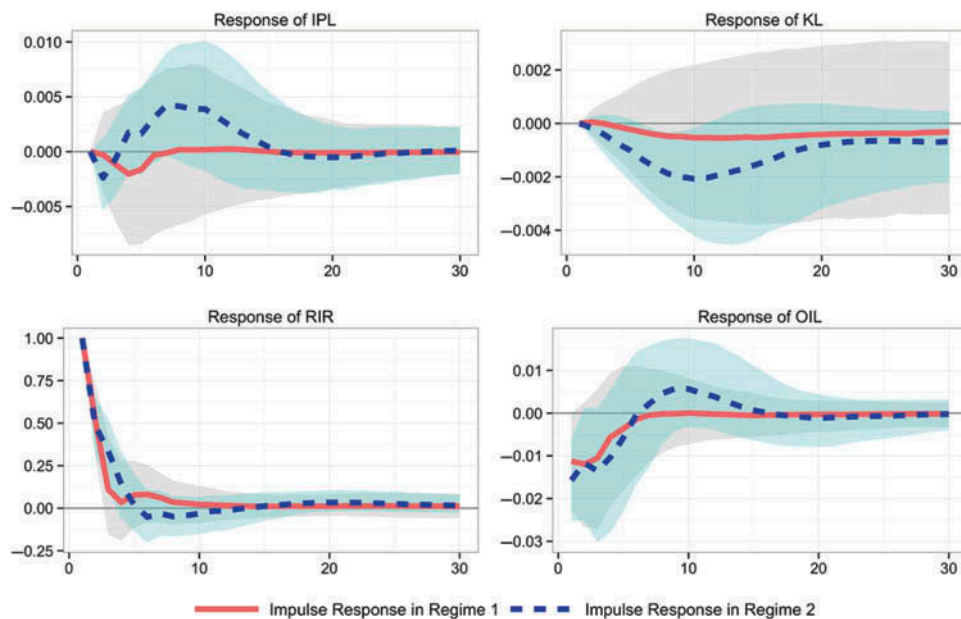 Response of IPL
0.010
0.005
0.000
−0.005
0 10 20 30
Response of KL
0.002
0.000
−0.002
−0.004
0 10 20 30
Response of RIR
1.00
0.75
0.50
0.25
0.00
−0.25
0 10 20 30
Response of OIL
0.01
0.00
−0.01
−0.02
−0.03
0 10 20 30
Impulse Response in Regime 1 Impulse Response in Regime 2